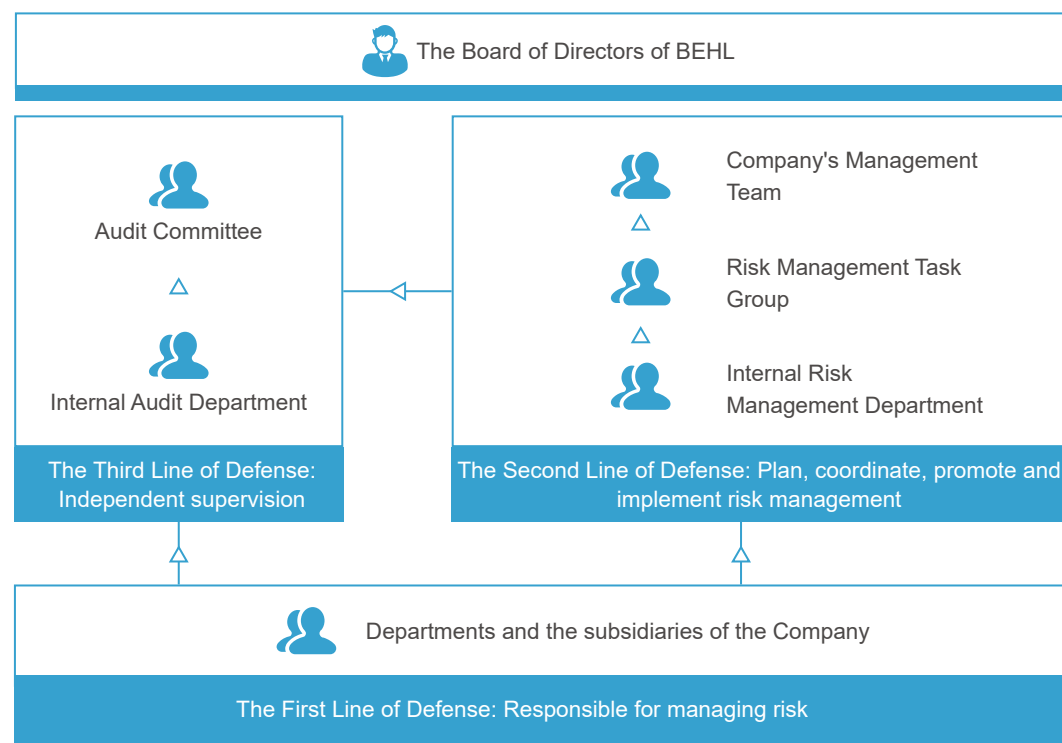 The Board of Directors of BEHL
Audit Committee
Internal Audit Department
The Third Line of Defense:
Independent supervision
Company's Management
Team
Risk Management Task
Group
Internal Risk
Management Department
The Second Line of Defense: Plan, coordinate, promote and
implement risk management
Departments and the subsidiaries of the Company
The First Line of Defense: Responsible for managing risk